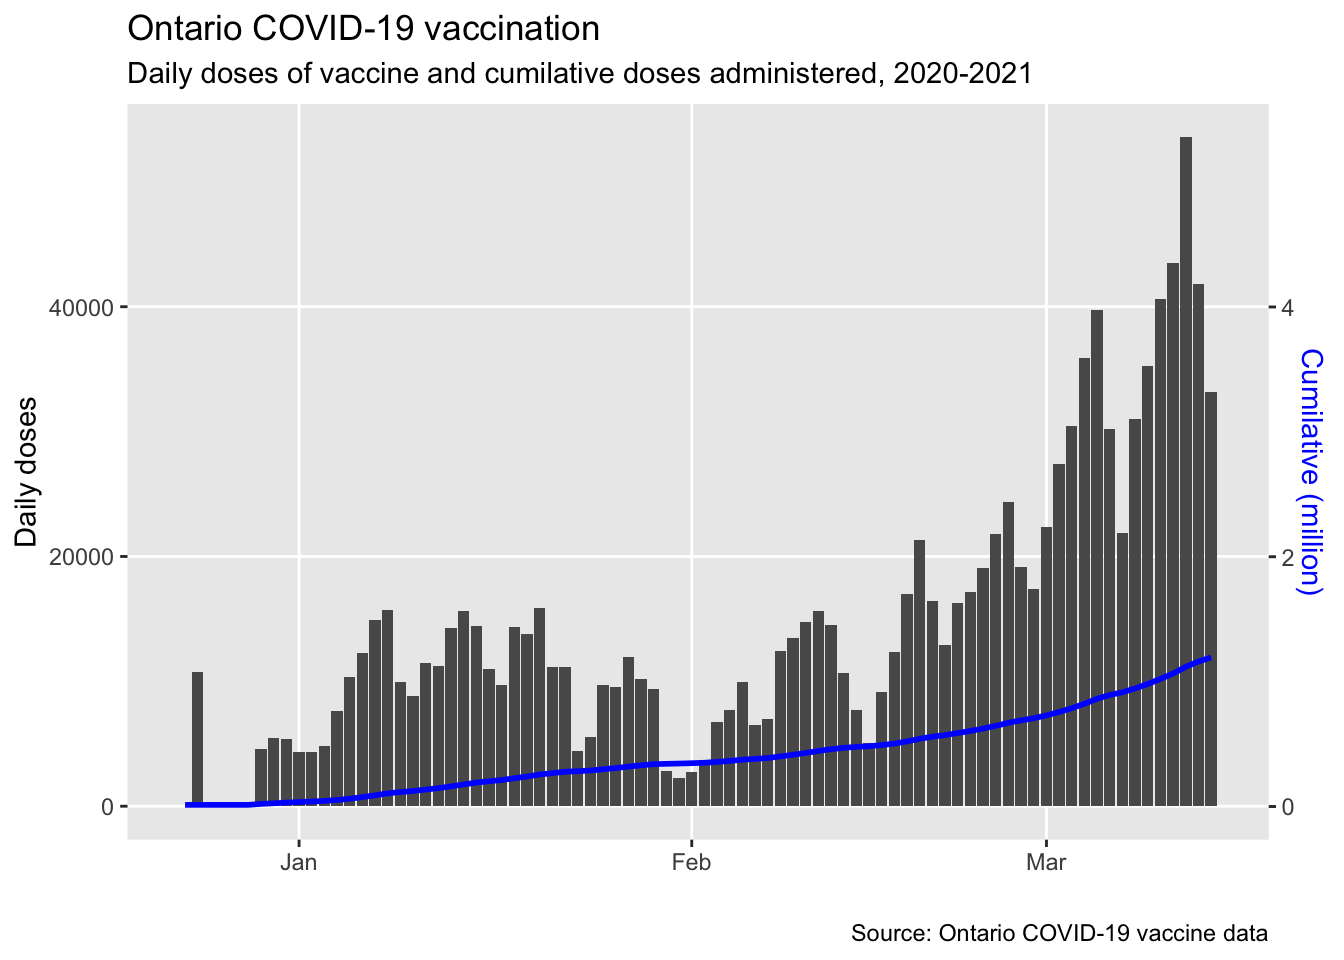 Ontario COVID-19 vaccination
Daily doses of vaccine and cumilative doses administered, 2020-2021
Daily doses
40000
20000
0
4
2
0
Cumilative (million)
Jan
Feb
Mar
Source: Ontario COVID-19 vaccine data